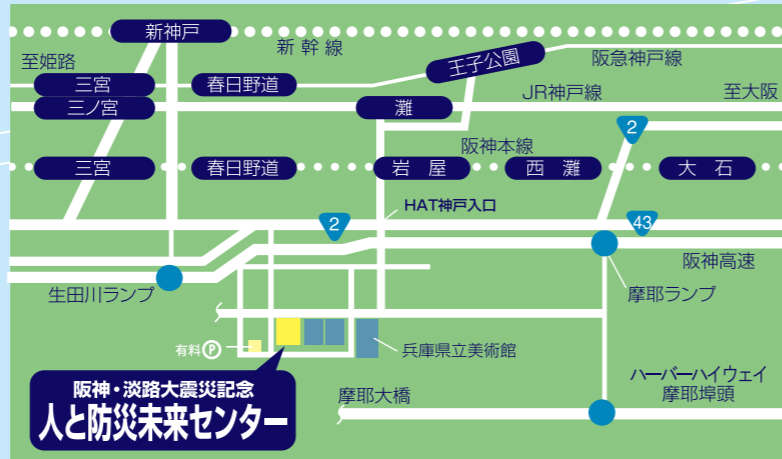 新神戸
新幹線
至姫路
王子公園
阪急神戸線
三宮
春日野道
JR神戸線
至大阪
三ノ宮
灘
2
阪神本線
三宮
春日野道
岩屋
西灘
大石
HAT神戸入口
2
43
阪神高速
生田川ランプ
摩耶ランプ
有料P
兵庫県立美術館
阪神・淡路大震災記念
人と防災未来センター
摩耶大橋
ハーバーハイウェイ
摩耶埠頭